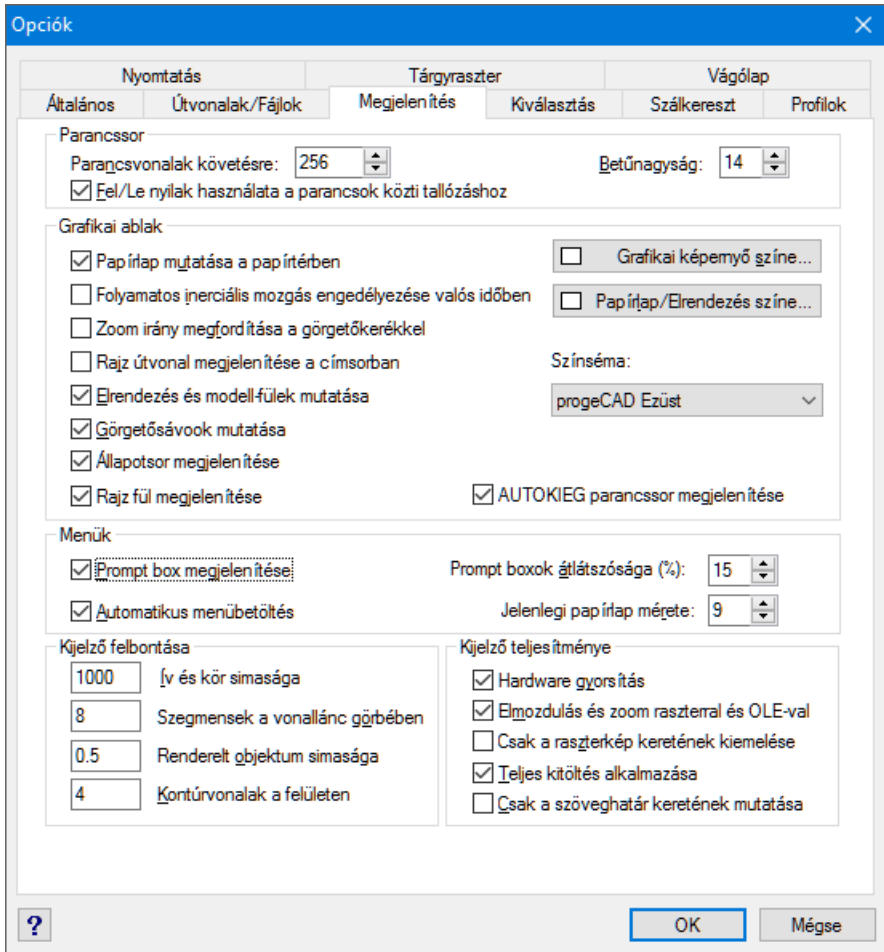 Opciók
Nyomtatás Tárgyraszter Vágólap
Általános Útvonalak/Fájlok Megjelenítés Kiválasztás Szálkereszt Profilok
Parancssor
Parancsvonalak követésre: 256 Betűnagyság: 14
Fel/Le nyilak használata a parancsok közti tallózáshoz
Grafikai ablak
Papírlap mutatása a papírtérben Grafikai képernyő színe...
Folyamatos inerciális mozgás engedélyezése valós időben Papírlap/Elrendezés színe...
Zoom irány megfordítása a görgetőkerékkel
Rajz útvonal megjelenítése a címsorban Színséma:
Elrendezés és modell-fülek mutatása progeCAD Ezüst
Görgetősávook mutatása
Állapotsor megjelenítése
Rajz fül megjelenítése AUTOKIEG parancssor megjelenítése
Menük
Prompt box megjelenítése Prompt boxok átlátszósága (%): 15
Automatikus menübetöltés Jelenlegi papírlap mérete: 9
Kijelző felbontása Kijelző teljesítménye
1000 Ív és kör simasága Hardware gyorsítás
8 Szegmensek a vonallánc görbében Elmozdulás és zoom raszterral és OLE-val
Csak a raszterkép keretének kiemelése
0.5 Renderelt objektum simasága
Teljes kitöltés alkalmazása
4 Kontúrvonalak a felületen Csak a szöveghatár keretének mutatása
? OK Mégse